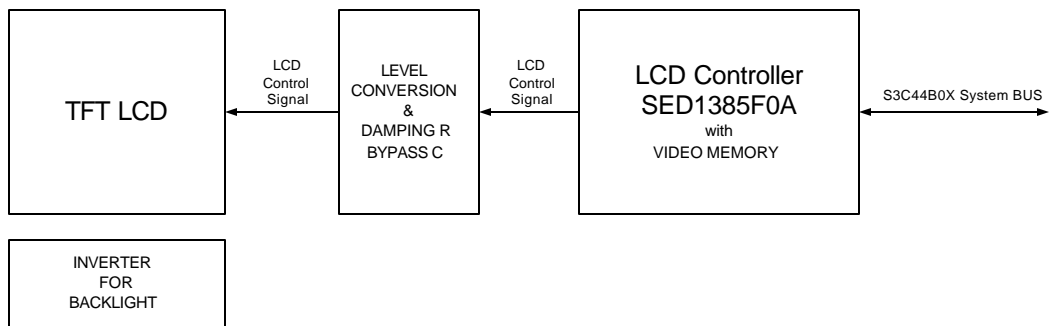 TFT LCD
LCD
Control
Signal
LEVEL
CONVERSION
&
DAMPING R
BYPASS C
LCD
Control
Signal
LCD Controller
SED1385F0A
with
VIDEO MEMORY
S3C44B0X System BUS
INVERTER
FOR
BACKLIGHT